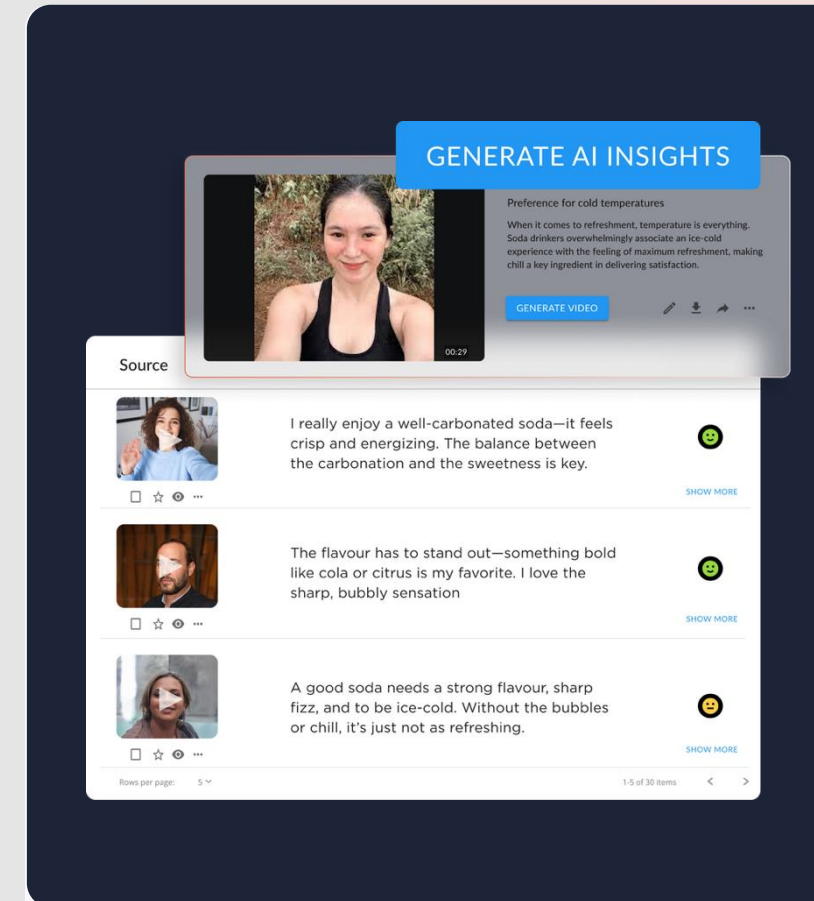 GENERATE AI INSIGHTS
Preference for cold temperatures
When it comes to refreshment, temperature is everything.
Soda drinkers overwhelmingly associate an ice-cold
experience with the feeling of maximum refreshment, making
chill a key ingredient in delivering satisfaction.
GENERATE VIDEO
00:29
Source
I really enjoy a well-carbonated soda—it feels
crisp and energizing. The balance between
the carbonation and the sweetness is key.
SHOW MORE
The flavour has to stand out—something bold
like cola or citrus is my favorite. I love the
sharp, bubbly sensation
SHOW MORE
A good soda needs a strong flavour, sharp
fizz, and to be ice-cold. Without the bubbles
or chill, it's just not as refreshing.
SHOW MORE
Rows per page: 5
1-5 of 30 items